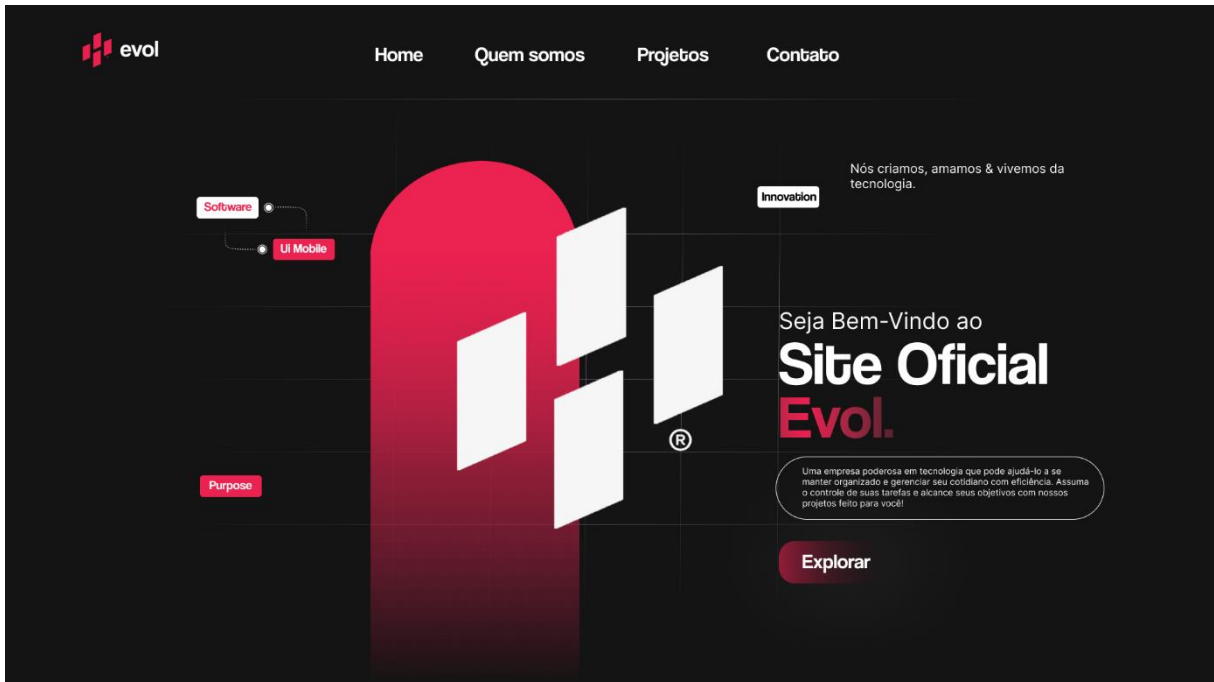 evol
Home Quem somos Projetos Contato
Nós criamos, amamos & vivemos da
tecnologia.
Innovation
Software
Ui Mobile
Seja Bem-Vindo ao
Site Oficial
Evol.
®
Uma empresa poderosa em tecnologia que pode ajudá-lo a se
manter organizado e gerenciar seu cotidiano com eficiência. Assuma
o controle de suas tarefas e alcance seus objetivos com nossos
projetos feito para você!
Purpose
Explorar